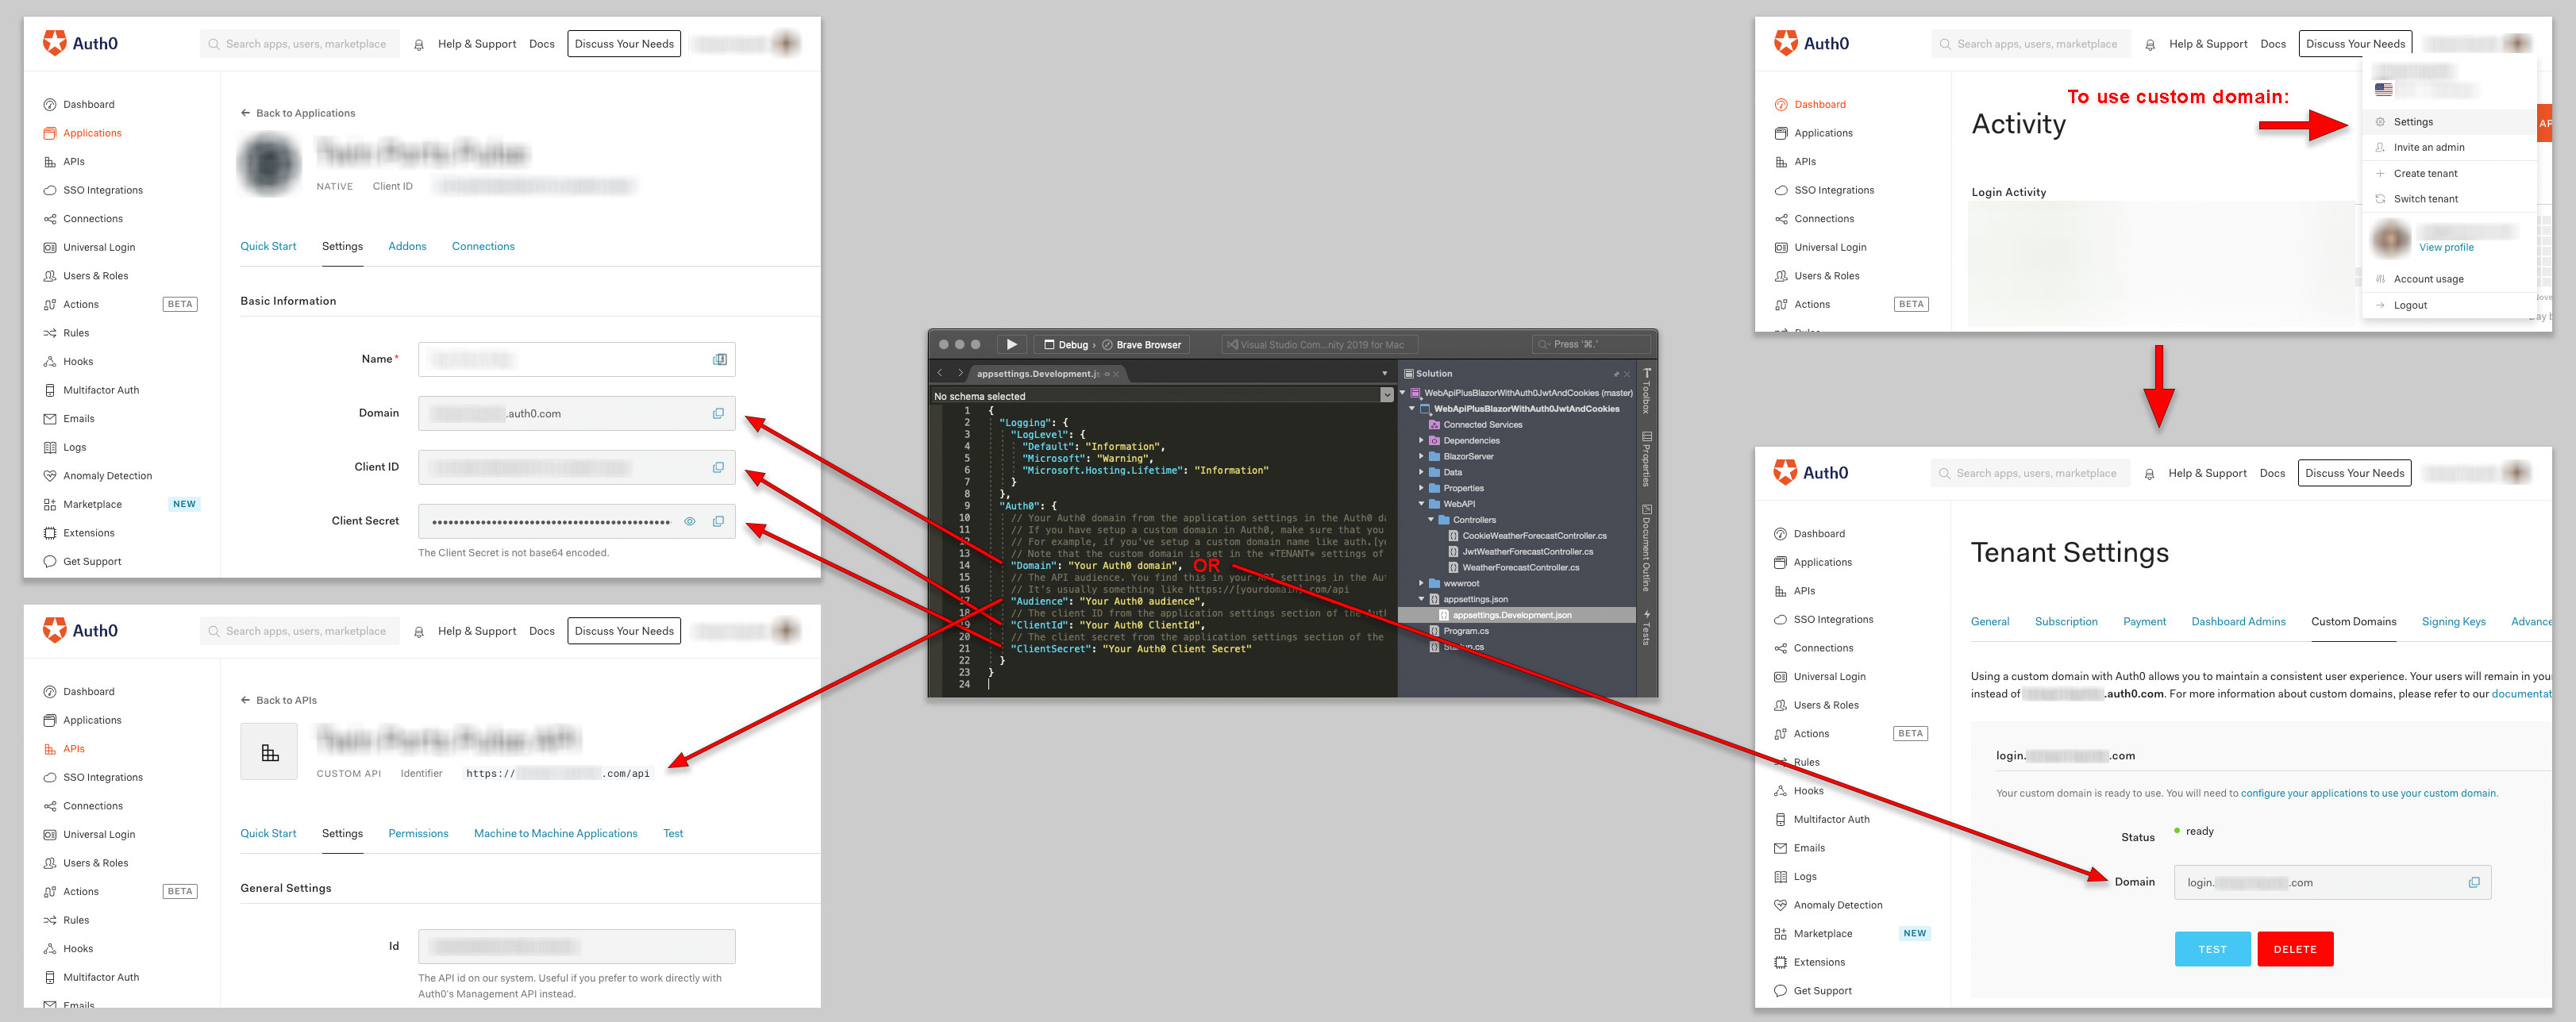 Auth0
Search apps, users, marketplace
Help & Support
Docs
Discuss Your Needs
Dashboard
Applications
APIs
SSO Integrations
Connections
Universal Login
Users & Roles
Actions BETA
Rules
Hooks
Multifactor Auth
Emails
Logs
Anomaly Detection
Marketplace NEW
Extensions
Get Support
← Back to Applications
NATIVE Client ID
Quick Start Settings Addons Connections
Basic Information
Name*
Domain .auth0.com
Client ID
Client Secret
The Client Secret is not base64 encoded.
Auth0
Search apps, users, marketplace
Help & Support
Docs
Discuss Your Needs
Dashboard
Applications
APIs
SSO Integrations
Connections
Universal Login
Users & Roles
Actions BETA
Rules
Hooks
Multifactor Auth
Emails
← Back to APIs
CUSTOM API Identifier https:// .com/api
Quick Start Settings Permissions Machine to Machine Applications Test
General Settings
Id
The API id on our system. Useful if you prefer to work directly with
Auth0's Management API instead.
Debug › Brave Browser
Visual Studio Com...nity 2019 for Mac
Press '⌘.'
appsettings.Development.js
No schema selected
1 {
2 "Logging": {
3 "LogLevel": {
4 "Default": "Information",
5 "Microsoft": "Warning",
6 "Microsoft.Hosting.Lifetime": "Information"
7 }
8 },
9 "Auth0": {
10 // Your Auth0 domain from the application settings in the Auth0 da
11 // If you have setup a custom domain in Auth0, make sure that you
12 // For example, if you've setup a custom domain name like auth.[yo
13 // Note that the custom domain is set in the *TENANT* settings of
14 "Domain": "Your Auth0 domain", OR
15 // The API audience. You find this in your API settings in the Au
16 // It's usually something like https://[yourdomain].com/api
17 "Audience": "Your Auth0 audience",
18 // The client ID from the application settings section of the Aut
19 "ClientId": "Your Auth0 ClientId",
20 // The client secret from the application settings section of the
21 "ClientSecret": "Your Auth0 Client Secret"
22 }
23 }
24
Solution
WebApiPlusBlazorWithAuth0JwtAndCookies (master)
WebApiPlusBlazorWithAuth0JwtAndCookies
Connected Services
Dependencies
BlazorServer
Data
Properties
WebAPI
Controllers
CookieWeatherForecastController.cs
JwtWeatherForecastController.cs
WeatherForecastController.cs
wwwroot
appsettings.json
appsettings.Development.json
Program.cs
Startup.cs
Toolbox
Properties
Document Outline
Tests
Auth0
Search apps, users, marketplace
Help & Support
Docs
Discuss Your Needs
Dashboard
Applications
APIs
SSO Integrations
Connections
Universal Login
Users & Roles
Actions BETA
Rules
To use custom domain:
Activity
Login Activity
Settings
Invite an admin
Create tenant
Switch tenant
View profile
Account usage
Logout
Auth0
Search apps, users, marketplace
Help & Support
Docs
Discuss Your Needs
Dashboard
Applications
APIs
SSO Integrations
Connections
Universal Login
Users & Roles
Actions BETA
Rules
Hooks
Multifactor Auth
Emails
Logs
Anomaly Detection
Marketplace NEW
Extensions
Get Support
Tenant Settings
General Subscription Payment Dashboard Admins Custom Domains Signing Keys Advance
Using a custom domain with Auth0 allows you to maintain a consistent user experience. Your users will remain in you
instead of .auth0.com. For more information about custom domains, please refer to our documentat
login. .com
Your custom domain is ready to use. You will need to configure your applications to use your custom domain.
Status ready
Domain login. .com
TEST DELETE